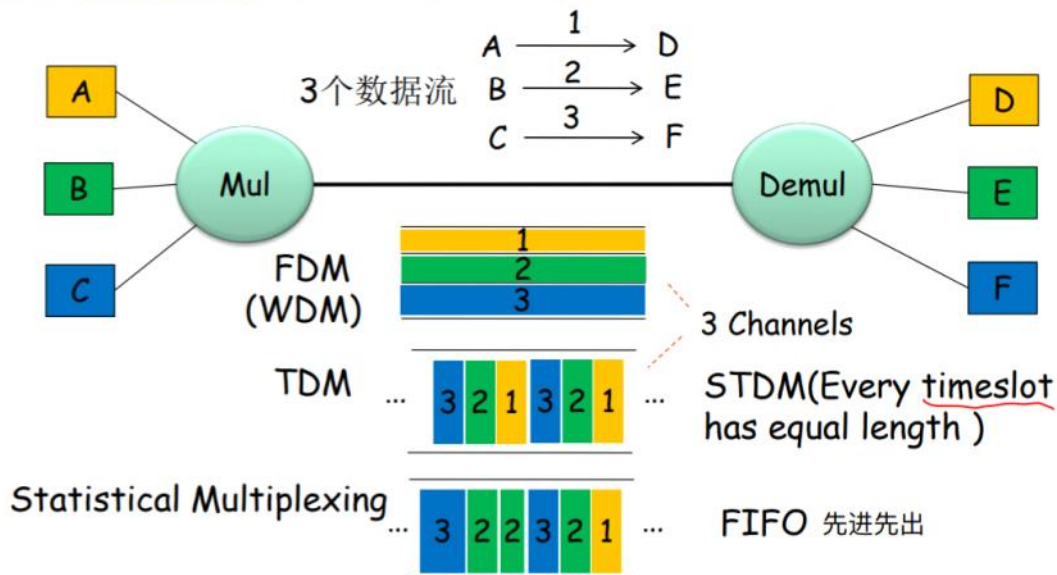 1
A → D
3个数据流
2
B → E
3
C → F
A
B
C
Mul
Demul
D
E
F
FDM
(WDM)
1
2
3
3 Channels
TDM
... 3 2 1 3 2 1 ...
STDM(Every timeslot
has equal length )
Statistical Multiplexing
... 3 2 2 3 2 1 ...
FIFO 先进先出